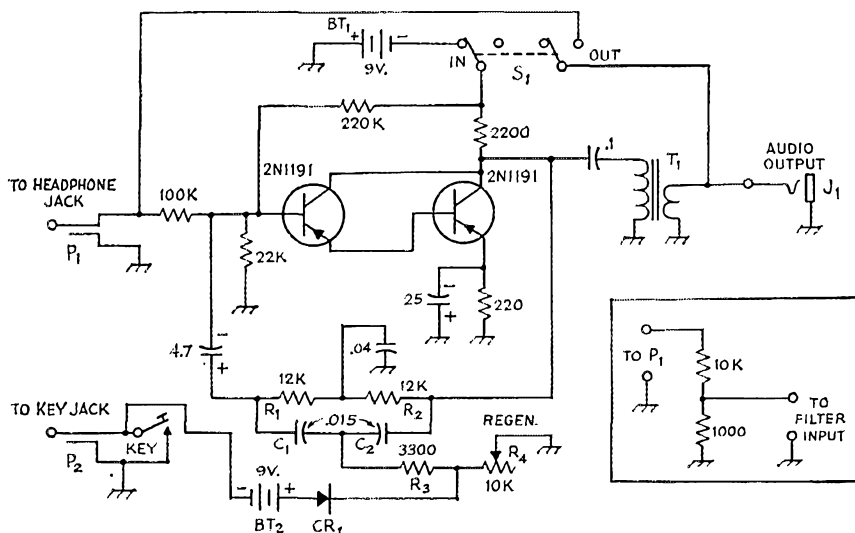 BT1
+
-
9V.
IN
OUT
S1
220K
2200
2N1191
2N1191
.1
T1
AUDIO
OUTPUT
J1
TO HEADPHONE
JACK
100K
P1
22K
25
-
+
220
4.7
-
+
.04
12K
12K
R1
R2
.015
C1
C2
REGEN.
3300
R3
R4
10K
TO KEY JACK
KEY
P2
9V.
-
+
BT2
CR1
TO P1
10K
1000
TO
FILTER
INPUT